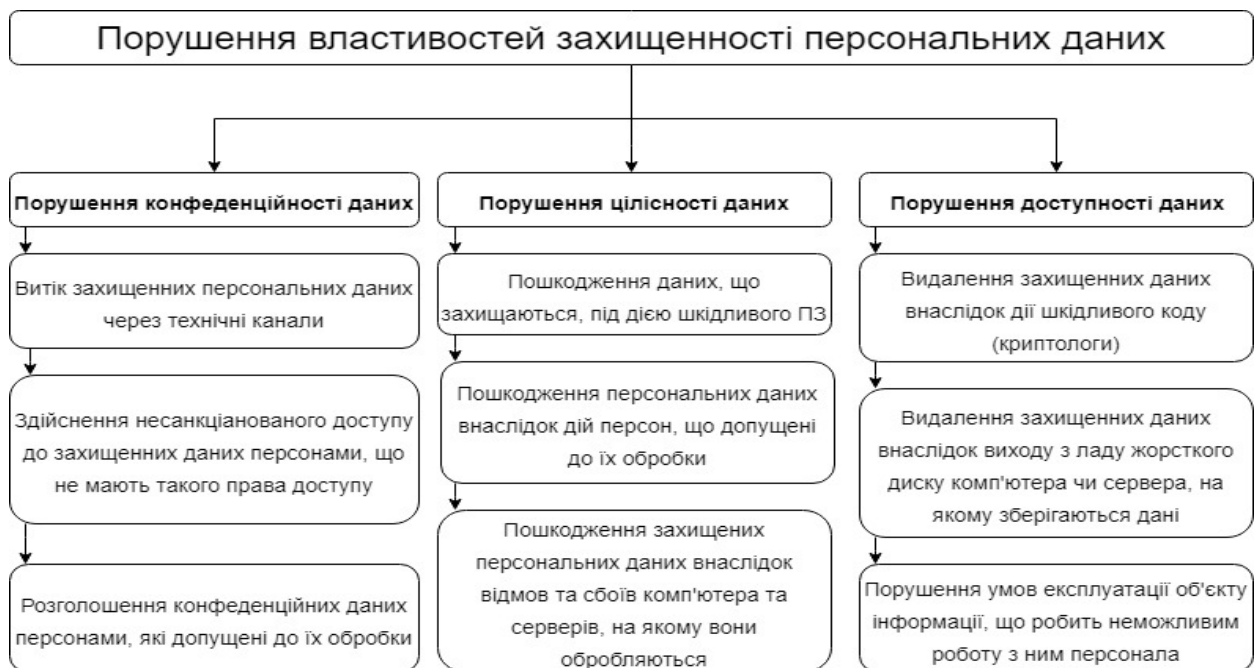 Порушення властивостей захищенності персональних даних
Порушення конфеденційності даних
Витік захищенних персональних даних
через технічні канали
Здійснення несанкціанованого доступу
до захищенних даних персонами, що
не мають такого права доступу
Розголошення конфеденційних даних
персонами, які допущені до їх обробки
Порушення цілісності даних
Пошкодження даних, що
захищаються, під дією шкідливого ПЗ
Пошкодження персональних даних
внаслідок дій персон, що допущені
до їх обробки
Пошкодження захищених
персональних даних внаслідок
відмов та сбоїв комп'ютера та
серверів, на якому вони
обробляються
Порушення доступності даних
Видалення захищенних даних
внаслідок дії шкідливого коду
(криптологи)
Видалення захищенних даних
внаслідок виходу з ладу жорсткого
диску комп'ютера чи сервера, на
якому зберігаються дані
Порушення умов експлуатації об'єкту
інформації, що робить неможливим
роботу з ним персонала